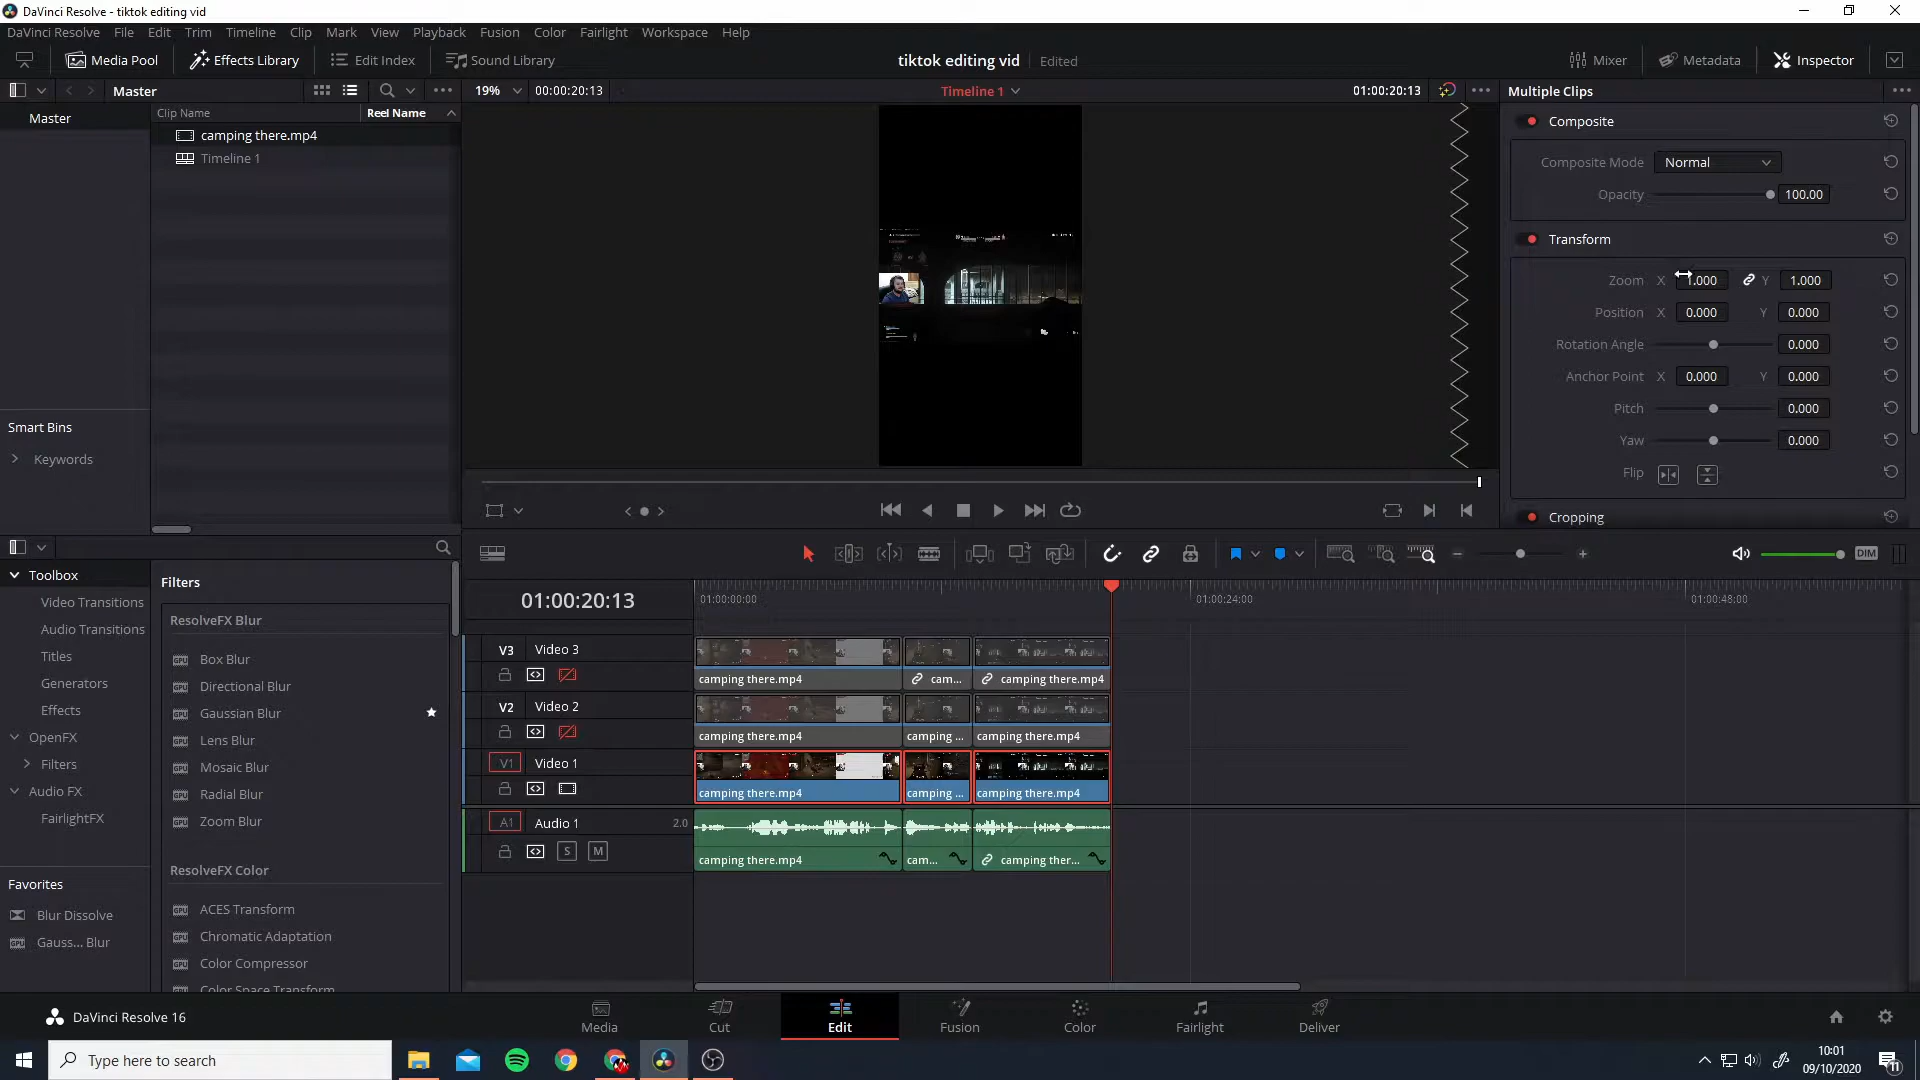 DaVinci Resolve - tiktok editing vid
DaVinci Resolve File Edit Trim Timeline Clip Mark View Playback Fusion Color Fairlight Workspace Help
Media Pool Effects Library Edit Index Sound Library tiktok editing vid Edited Mixer Metadata Inspector
Master 19% 00:00:20:13 Timeline 1 01:00:20:13 Multiple Clips
Master
Clip Name Reel Name
camping there.mp4
Timeline 1
Composite
Composite Mode Normal
Opacity 100.00
Transform
Zoom X 1.000 Y 1.000
Position X 0.000 Y 0.000
Rotation Angle 0.000
Anchor Point X 0.000 Y 0.000
Pitch 0.000
Yaw 0.000
Flip
Cropping
Smart Bins
Keywords
Toolbox
Video Transitions
Audio Transitions
Titles
Generators
Effects
OpenFX
Filters
Audio FX
FairlightFX
Favorites
Blur Dissolve
Gauss... Blur
Filters
ResolveFX Blur
Box Blur
Directional Blur
Gaussian Blur
Lens Blur
Mosaic Blur
Radial Blur
Zoom Blur
ResolveFX Color
ACES Transform
Chromatic Adaptation
Color Compressor
Color Space Transform
DIM
01:00:20:13 01:00:00:00 01:00:24:00 01:00:48:00
V3 Video 3
camping there.mp4 cam... camping there.mp4
V2 Video 2
camping there.mp4 camping ... camping there.mp4
V1 Video 1
camping there.mp4 camping ... camping there.mp4
A1 Audio 1 2.0
S M
camping there.mp4 cam... camping ther...
DaVinci Resolve 16
Media Cut Edit Fusion Color Fairlight Deliver
Type here to search
10:01
09/10/2020
11